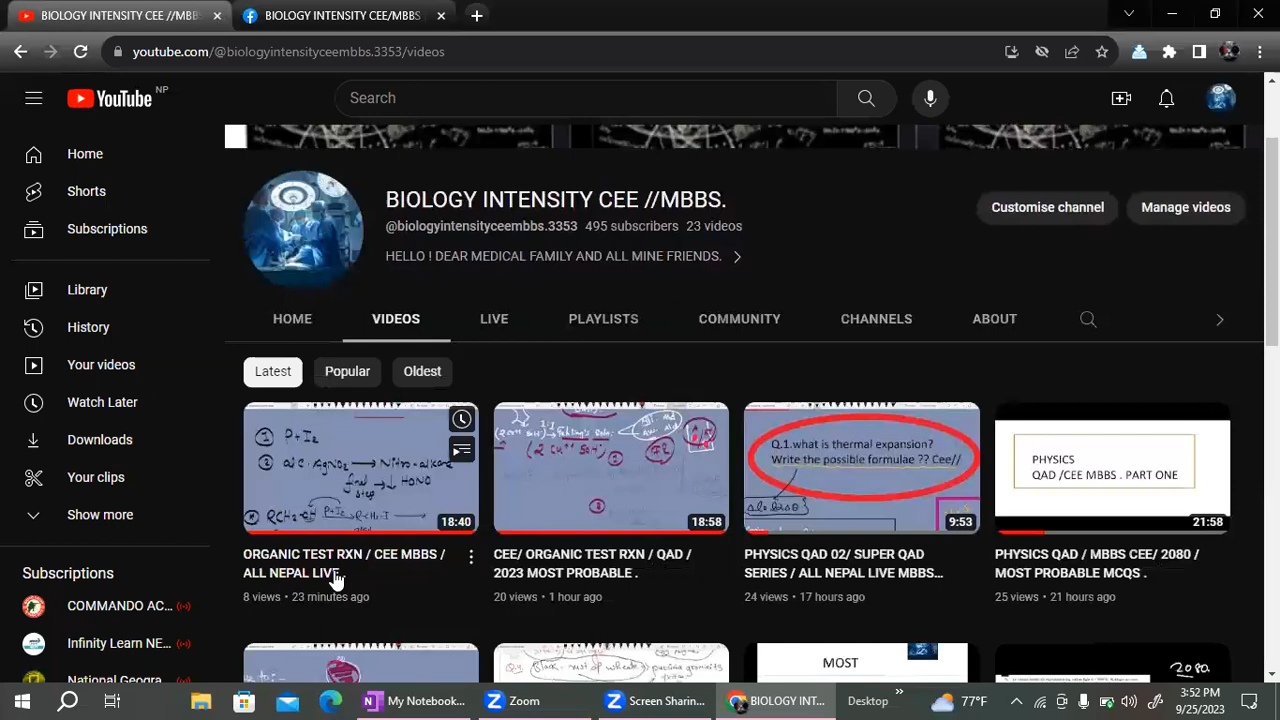 BIOLOGY INTENSITY CEE //MBBS
BIOLOGY INTENSITY CEE/MBBS
youtube.com/@biologyintensityceembbs.3353/videos
YouTube NP
Search
Home
Shorts
Subscriptions
Library
History
Your videos
Watch Later
Downloads
Your clips
Show more
Subscriptions
COMMANDO AC...
Infinity Learn NE...
National Geogra...
BIOLOGY INTENSITY CEE //MBBS.
@biologyintensityceembbs.3353 495 subscribers 23 videos
HELLO ! DEAR MEDICAL FAMILY AND ALL MINE FRIENDS.
Customise channel
Manage videos
HOME VIDEOS LIVE PLAYLISTS COMMUNITY CHANNELS ABOUT
Latest Popular Oldest
① P+I2
final step
HONO
18:40
ORGANIC TEST RXN / CEE MBBS /
ALL NEPAL LIVE
8 views • 23 minutes ago
18:58
CEE/ ORGANIC TEST RXN / QAD /
2023 MOST PROBABLE .
20 views • 1 hour ago
Q.1.what is thermal expansion?
Write the possible formulae ?? Cee//
9:53
PHYSICS QAD 02/ SUPER QAD
SERIES / ALL NEPAL LIVE MBBS...
24 views • 17 hours ago
PHYSICS
QAD /CEE MBBS . PART ONE
21:58
PHYSICS QAD / MBBS CEE/ 2080 /
MOST PROBABLE MCQS .
25 views • 21 hours ago
MOST
2080
My Notebook...
Zoom
Screen Sharin...
BIOLOGY INT...
Desktop
77°F
3:52 PM
9/25/2023